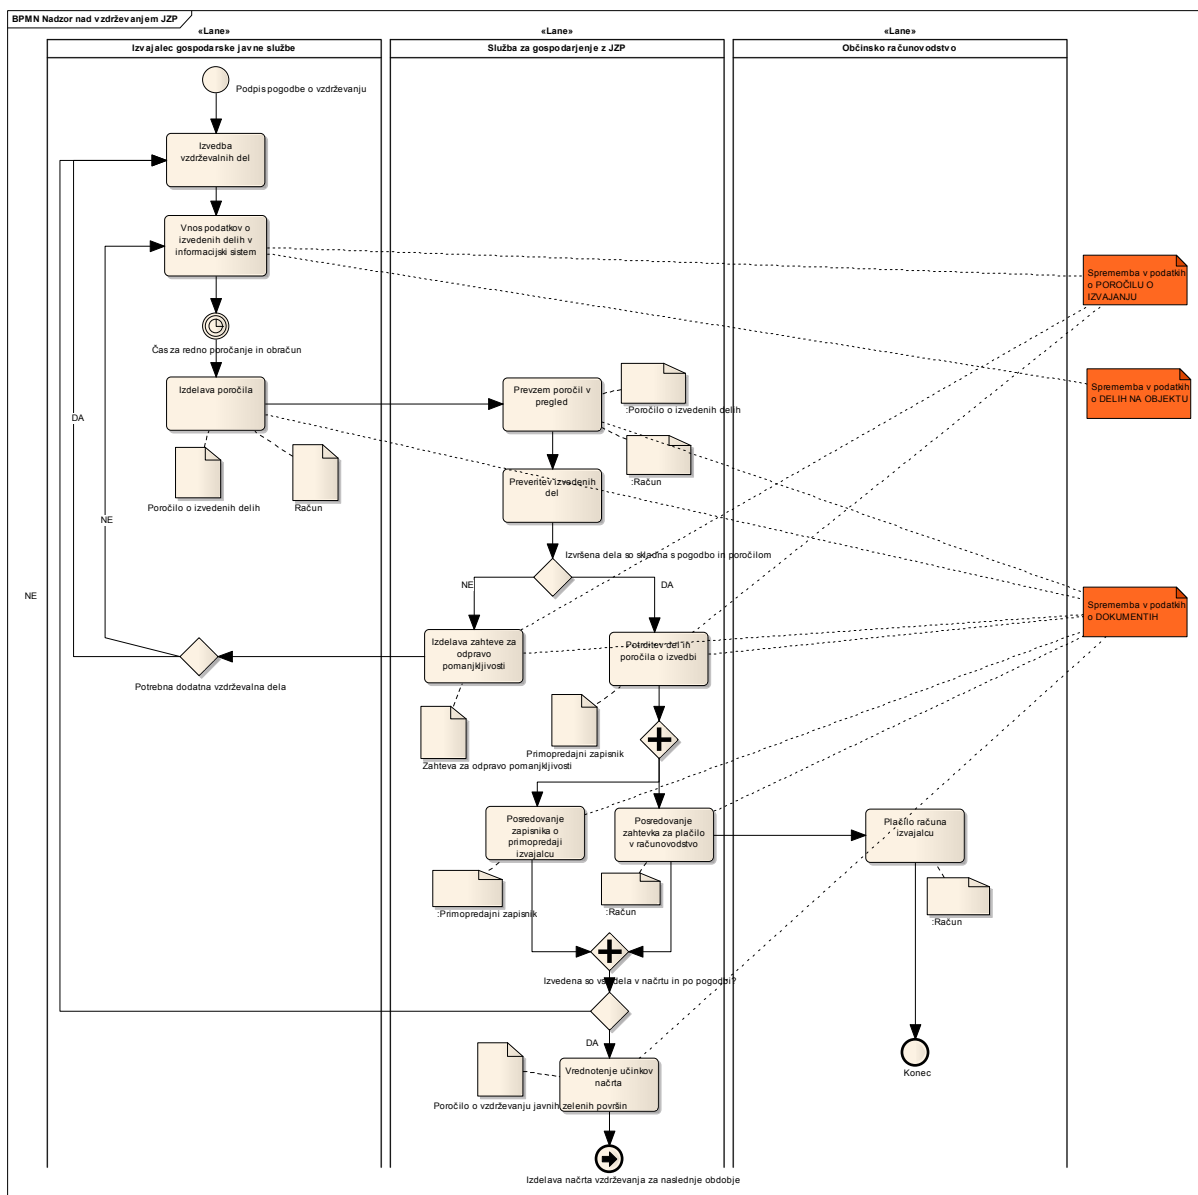 BPMN Nadzor nad vzdrževanjem JZP
«Lane»
«Lane»
«Lane»
Izvajalec gospodarske javne službe
Služba za gospodarjenje z JZP
Občinsko računovodstvo
Podpis pogodbe o vzdrževanju
Izvedba
vzdrževalnih del
Vnos podatkov o
izvedenih delih v
informacijski sistem
Sprememba v podatkih
o POROČILU O
IZVAJANJU
Čas za redno poročanje in obračun
Izdelava poročila
Prevzem poročil v
pregled
:Poročilo o izvedenih delih
Sprememba v podatkih
o DELIH NA OBJEKTU
DA
:Račun
Preveritev izvedenih
del
Poročilo o izvedenih delih
Račun
NE
Izvršena dela so skladna s pogodbo in poročilom
NE
DA
NE
Sprememba v podatkih
o DOKUMENTIH
Izdelava zahteve za
odpravo
pomanjkljivosti
Potrditev del in
poročila o izvedbi
Potrebna dodatna vzdrževalna dela
Primopredajni zapisnik
Zahteva za odpravo pomanjkljivosti
Posredovanje
zapisnika o
primopredaji
izvajalcu
Posredovanje
zahtevka za plačilo
v računovodstvo
Plačilo računa
izvajalcu
:Primopredajni zapisnik
:Račun
:Račun
Izvedena so vsa dela v načrtu in po pogodbi?
DA
Vrednotenje učinkov
načrta
Konec
Poročilo o vzdrževanju javnih zelenih površin
Izdelava načrta vzdrževanja za naslednje obdobje